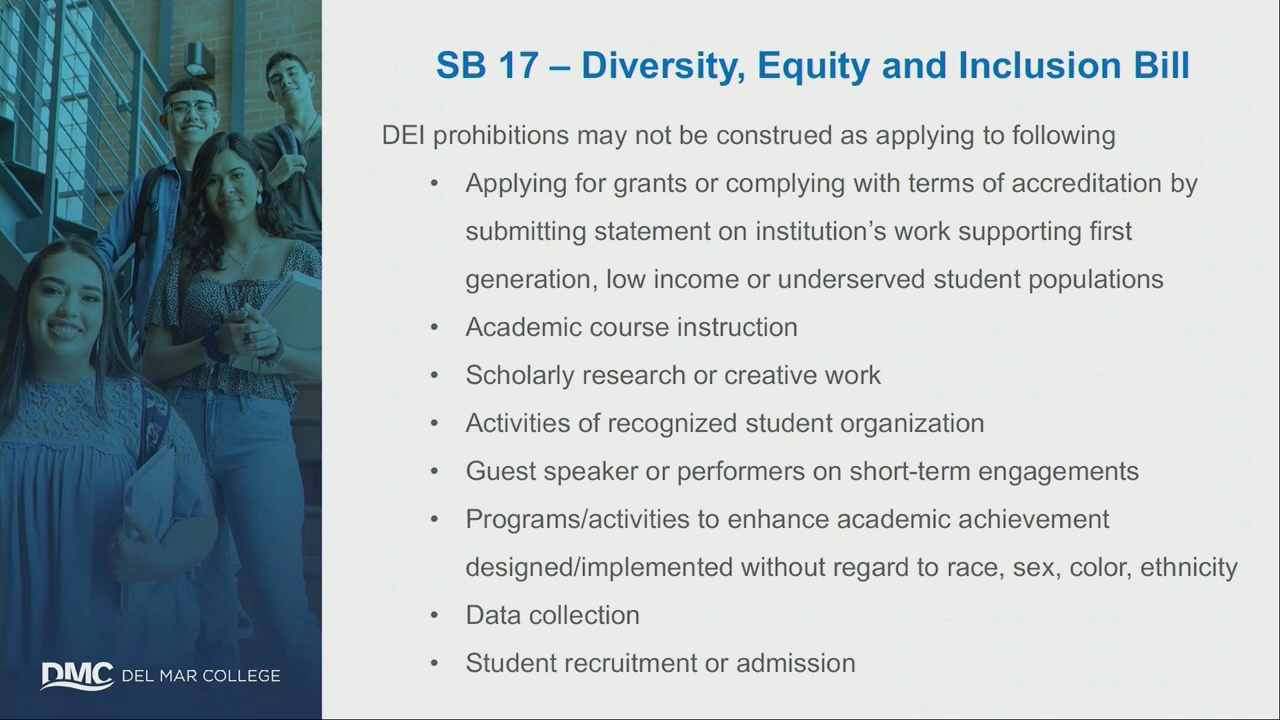 SB 17 – Diversity, Equity and Inclusion Bill
DEI prohibitions may not be construed as applying to following
• Applying for grants or complying with terms of accreditation by
submitting statement on institution’s work supporting first
generation, low income or underserved student populations
• Academic course instruction
• Scholarly research or creative work
• Activities of recognized student organization
• Guest speaker or performers on short-term engagements
• Programs/activities to enhance academic achievement
designed/implemented without regard to race, sex, color, ethnicity
• Data collection
• Student recruitment or admission
DMC DEL MAR COLLEGE